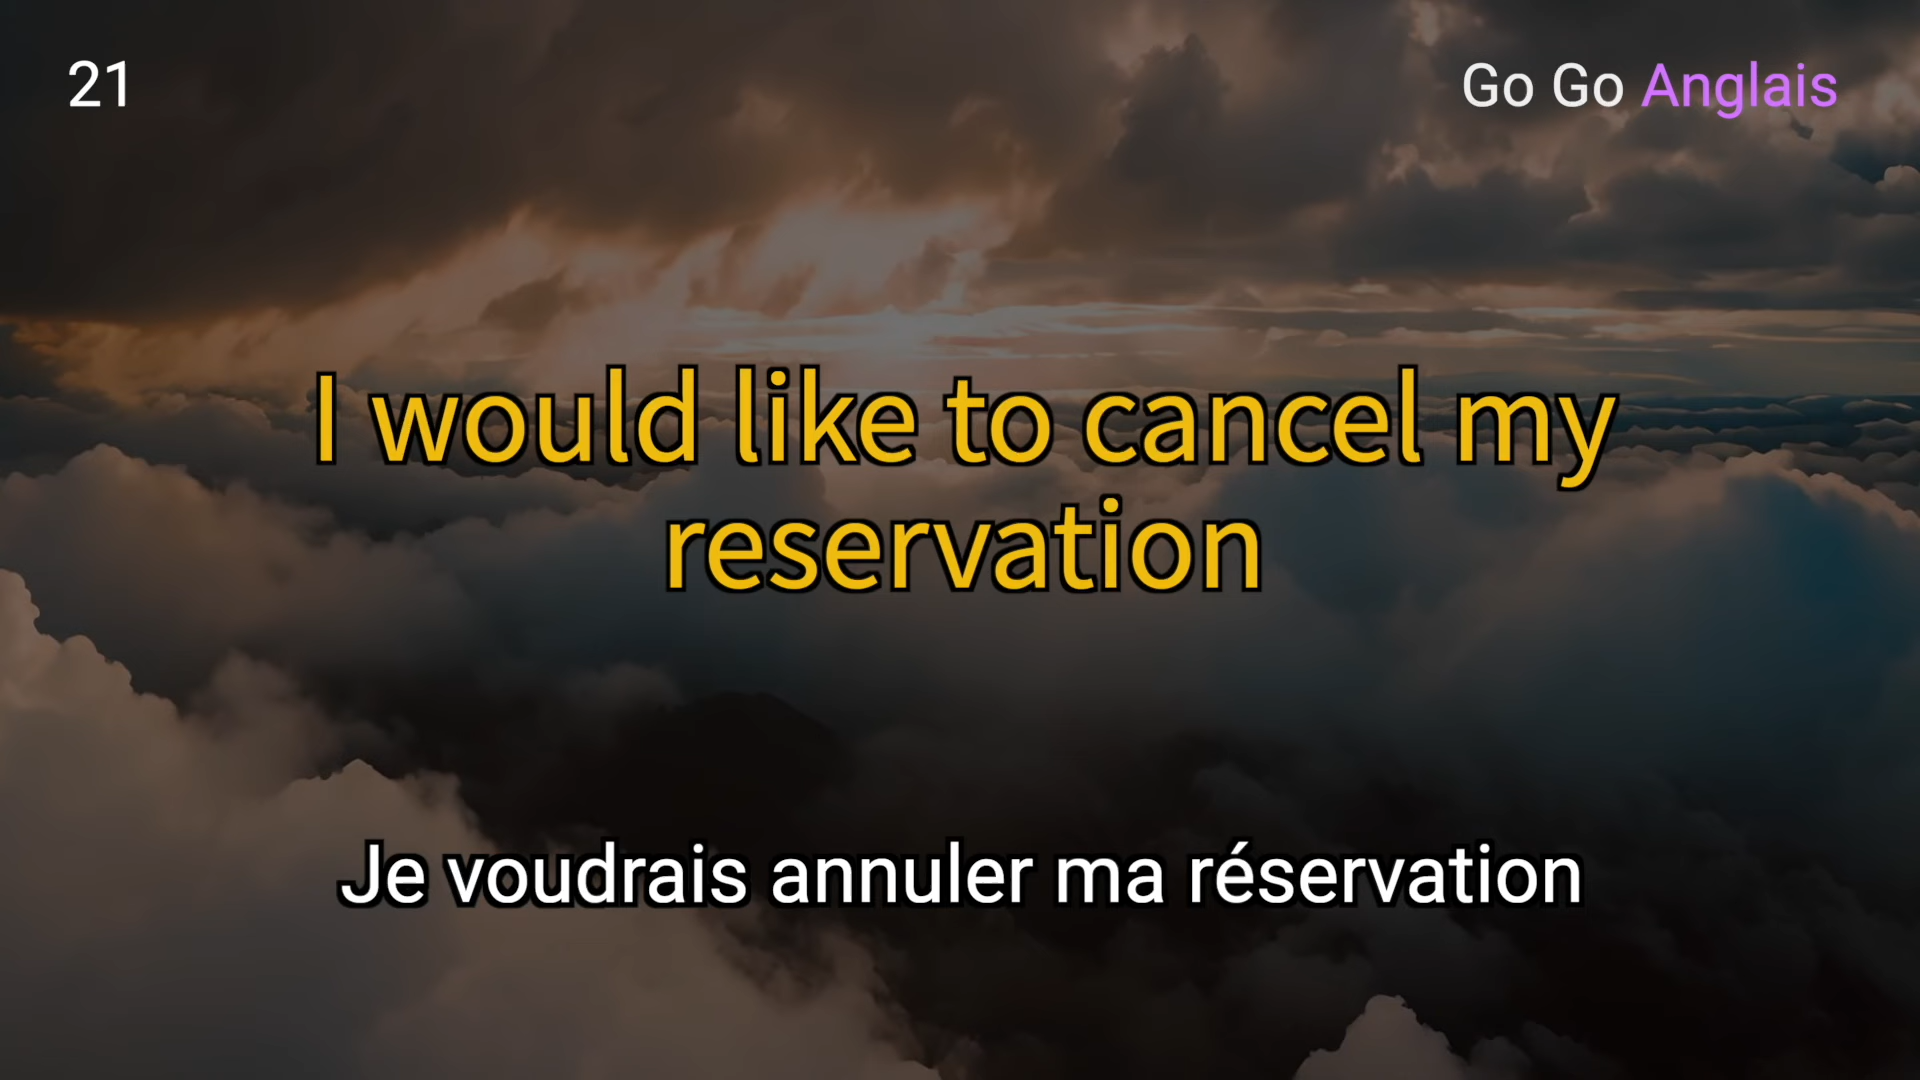 21
Go Go Anglais
I would like to cancel my
reservation
Je voudrais annuler ma réservation